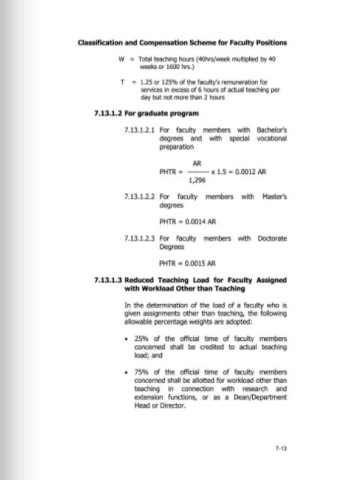 Classification and Compensation Scheme for Faculty Positions
W = Total teaching hours (40hrs/week multiplied by 40
weeks or 1600 hrs.)
T = 1.25 or 125% of the faculty's remuneration for
services in excess of 6 hours of actual teaching per
day but not more than 2 hours
7.13.1.2 For graduate program
7.13.1.2.1 For faculty members with Bachelor's
degrees and with special vocational
preparation
AR
PHTR = --------- x 1.5 = 0.0012 AR
1,296
7.13.1.2.2 For faculty members with Master's
degrees
PHTR = 0.0014 AR
7.13.1.2.3 For faculty members with Doctorate
Degrees
PHTR = 0.0015 AR
7.13.1.3 Reduced Teaching Load for Faculty Assigned
with Workload Other than Teaching
In the determination of the load of a faculty who is
given assignments other than teaching, the following
allowable percentage weights are adopted:
• 25% of the official time of faculty members
concerned shall be credited to actual teaching
load; and
• 75% of the official time of faculty members
concerned shall be allotted for workload other than
teaching in connection with research and
extension functions, or as a Dean/Department
Head or Director.
7-13